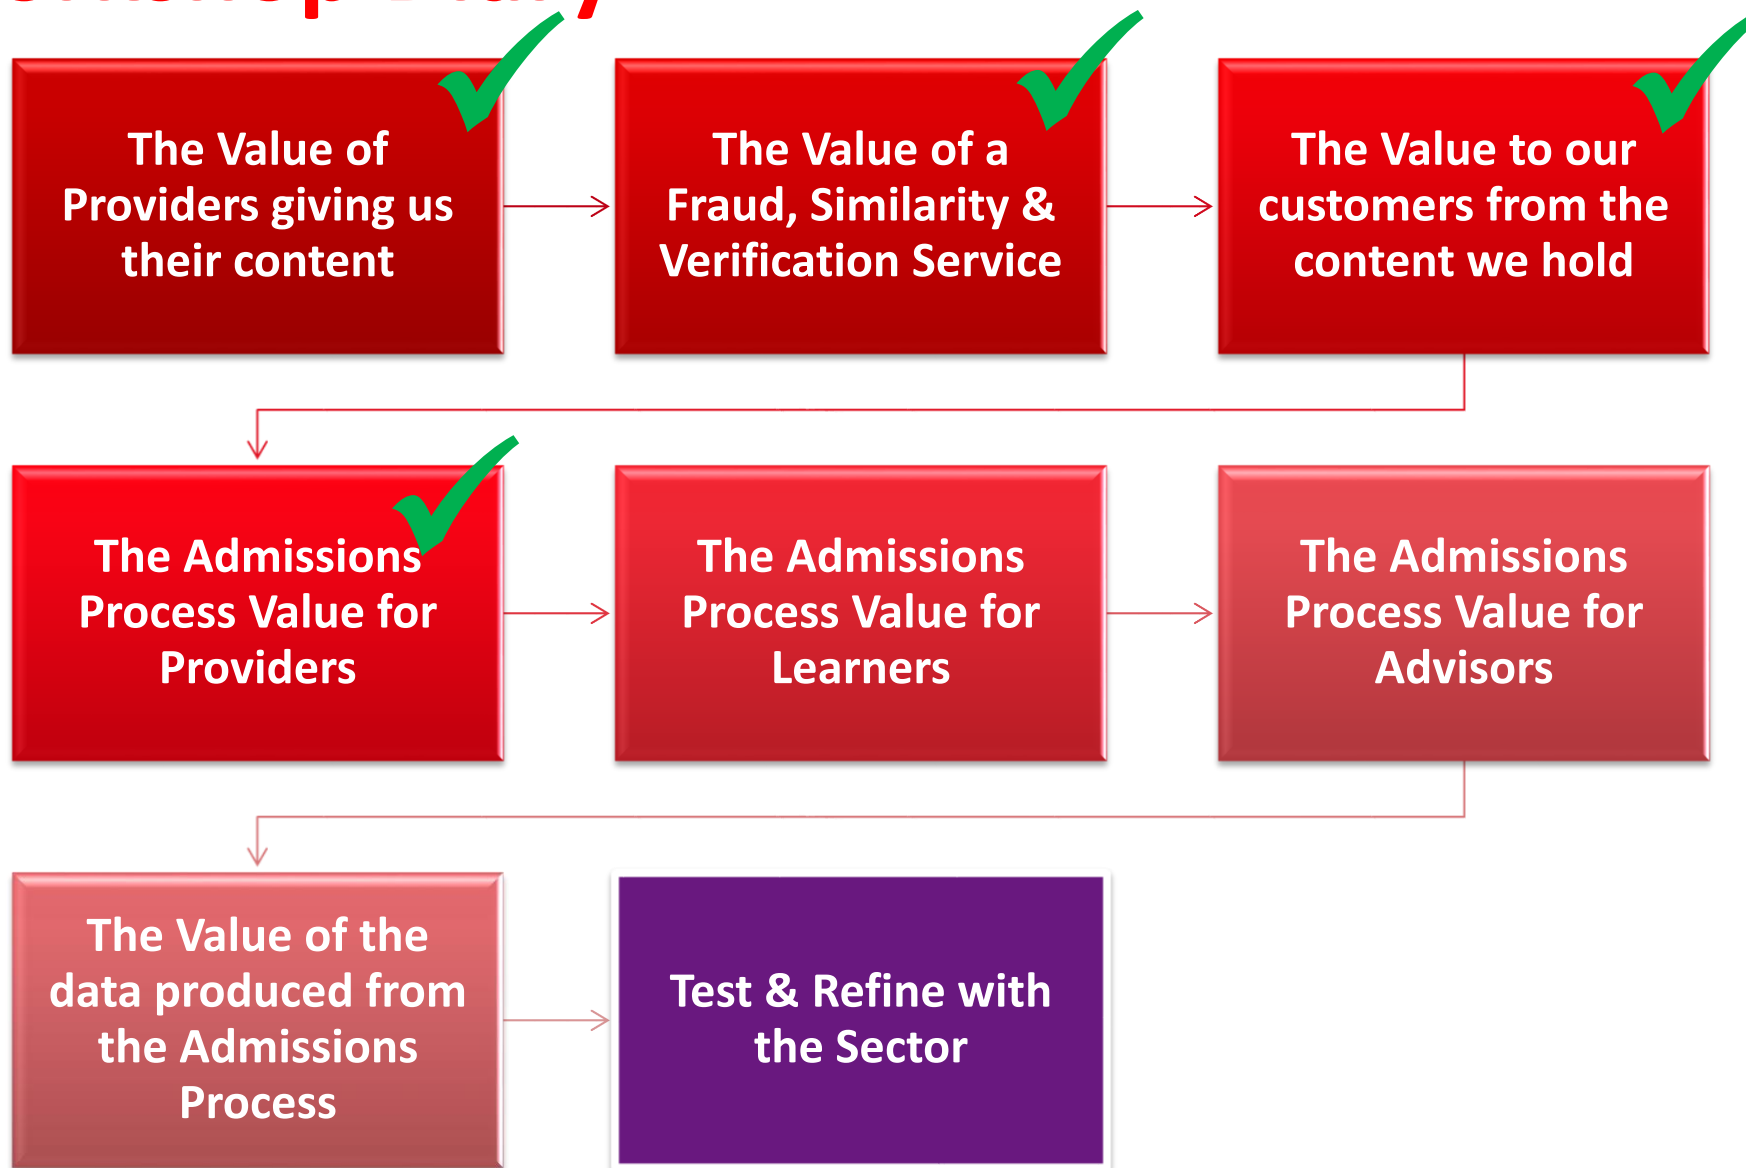 The Value of
Providers giving us
their content
The Value of a
Fraud, Similarity &
Verification Service
The Value to our
customers from the
content we hold
The Admissions
Process Value for
Providers
The Admissions
Process Value for
Learners
The Admissions
Process Value for
Advisors
The Value of the
data produced from
the Admissions
Process
Test & Refine with
the Sector